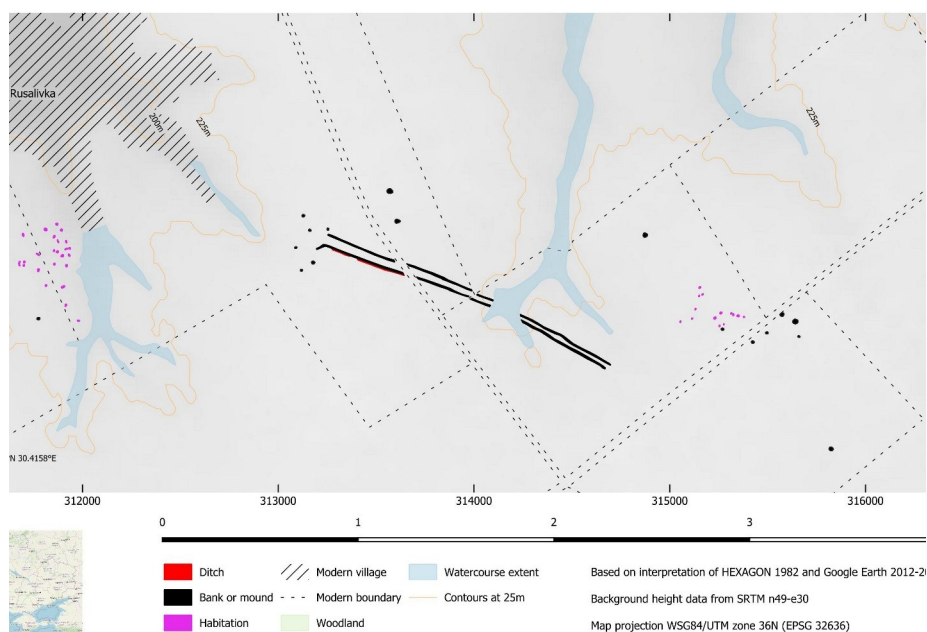 Rusalivka
200m
225m
225m
°N 30.4158°E
312000
313000
314000
315000
316000
0
1
2
3
Ditch
Modern village
Watercourse extent
Based on interpretation of HEXAGON 1982 and Google Earth 2012-20
Bank or mound
Modern boundary
Contours at 25m
Background height data from SRTM n49-e30
Habitation
Woodland
Map projection WSG84/UTM zone 36N (EPSG 32636)